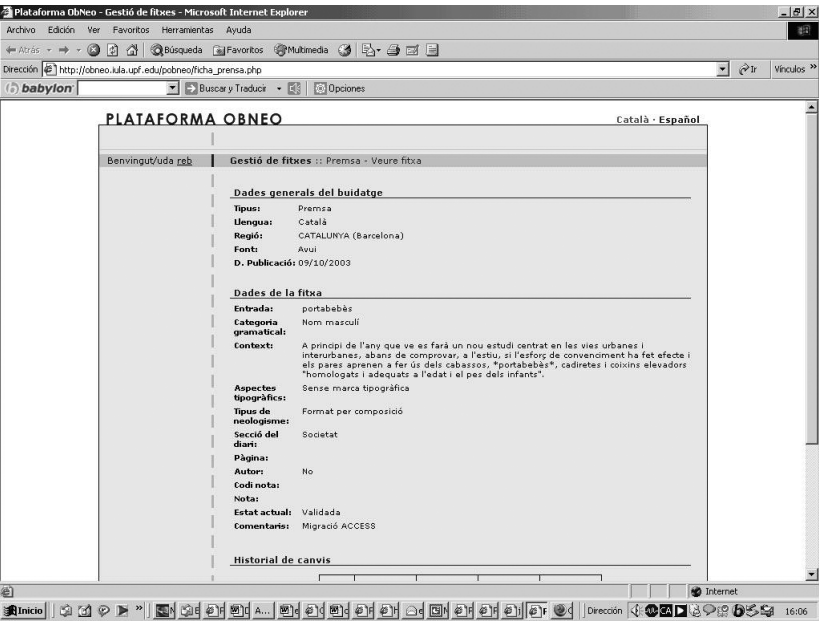 Plataforma ObNeo - Gestió de fitxes - Microsoft Internet Explorer
Archivo Edición Ver Favoritos Herramientas Ayuda
Atrás Búsqueda Favoritos Multimedia
Dirección http://obneo.iula.upf.edu/pobneo/ficha_prensa.php Ir Vínculos »
babylon Buscar y Traducir Opciones
PLATAFORMA OBNEO Català · Español
Benvingut/uda reb Gestió de fitxes :: Premsa - Veure fitxa
Dades generals del buidatge
Tipus: Premsa
Llengua: Català
Regió: CATALUNYA (Barcelona)
Font: Avui
D. Publicació: 09/10/2003
Dades de la fitxa
Entrada: portabebès
Categoria gramatical: Nom masculí
Context: A principi de l'any que ve es farà un nou estudi centrat en les vies urbanes i
interurbanes, abans de comprovar, a l'estiu, si l'esforç de convenciment ha fet efecte i
els pares aprenen a fer ús dels cabassos, *portabebès*, cadiretes i coixins elevadors
"homologats i adequats a l'edat i el pes dels infants".
Aspectes tipogràfics: Sense marca tipogràfica
Tipus de neologisme: Format per composició
Secció del diari: Societat
Pàgina:
Autor: No
Codi nota:
Nota:
Estat actual: Validada
Comentaris: Migració ACCESS
Historial de canvis
Internet
Inicio » A... Dirección CA 16:06